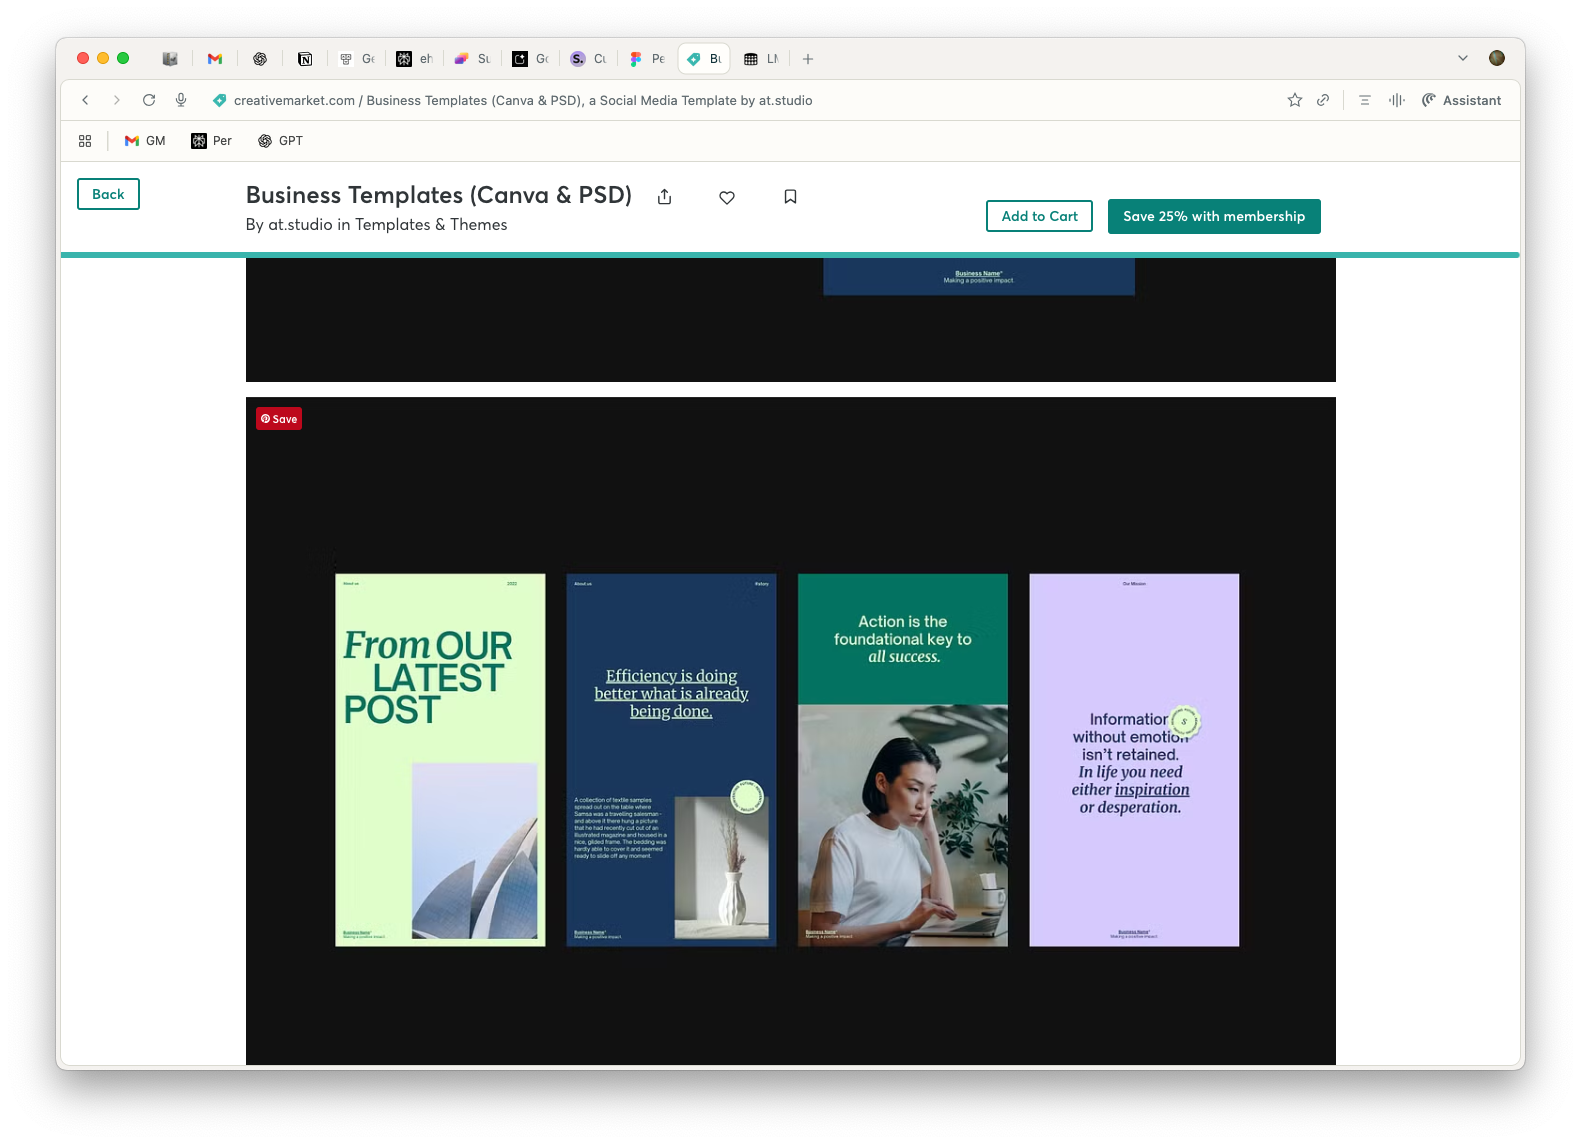 Ge
eh
Su
Go
S.
Cu
Pe
Bu
LM
creativemarket.com / Business Templates (Canva & PSD), a Social Media Template by at.studio
Assistant
GM
Per
GPT
Back
Business Templates (Canva & PSD)
By at.studio in Templates & Themes
Add to Cart
Save 25% with membership
Business Name°
Making a positive impact
Save
About us
2022
From OUR
LATEST
POST
Business Name°
Making a positive impact
About us
History
Efficiency is doing
better what is already
being done.
A collection of textile samples
spread out on the table where
Samsa was a travelling salesman -
and above it there hung a picture
that he had recently cut out of an
illustrated magazine and housed in a
nice, gilded frame. The bedding was
hardly able to cover it and seemed
ready to slide off any moment.
Business Name°
Making a positive impact
Action is the
foundational key to
all success.
Business Name°
Making a positive impact
Our Mission
Information
without emotion
isn't retained.
In life you need
either inspiration
or desperation.
S
Business Name°
Making a positive impact